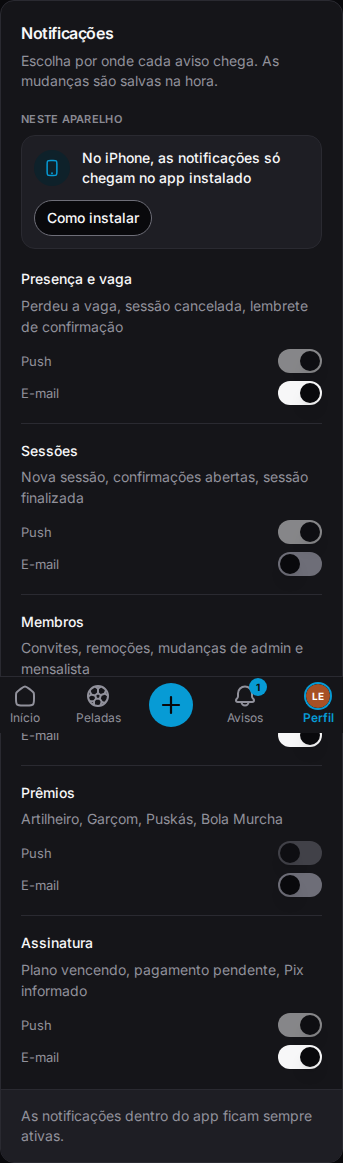 Notificações
Escolha por onde cada aviso chega. As
mudanças são salvas na hora.
NESTE APARELHO
No iPhone, as notificações só
chegam no app instalado
Como instalar
Presença e vaga
Perdeu a vaga, sessão cancelada, lembrete
de confirmação
Push
E-mail
Sessões
Nova sessão, confirmações abertas, sessão
finalizada
Push
E-mail
Membros
Convites, remoções, mudanças de admin e
mensalista
Início
Peladas
Avisos
1
LE
Perfil
E-mail
Prêmios
Artilheiro, Garçom, Puskás, Bola Murcha
Push
E-mail
Assinatura
Plano vencendo, pagamento pendente, Pix
informado
Push
E-mail
As notificações dentro do app ficam sempre
ativas.